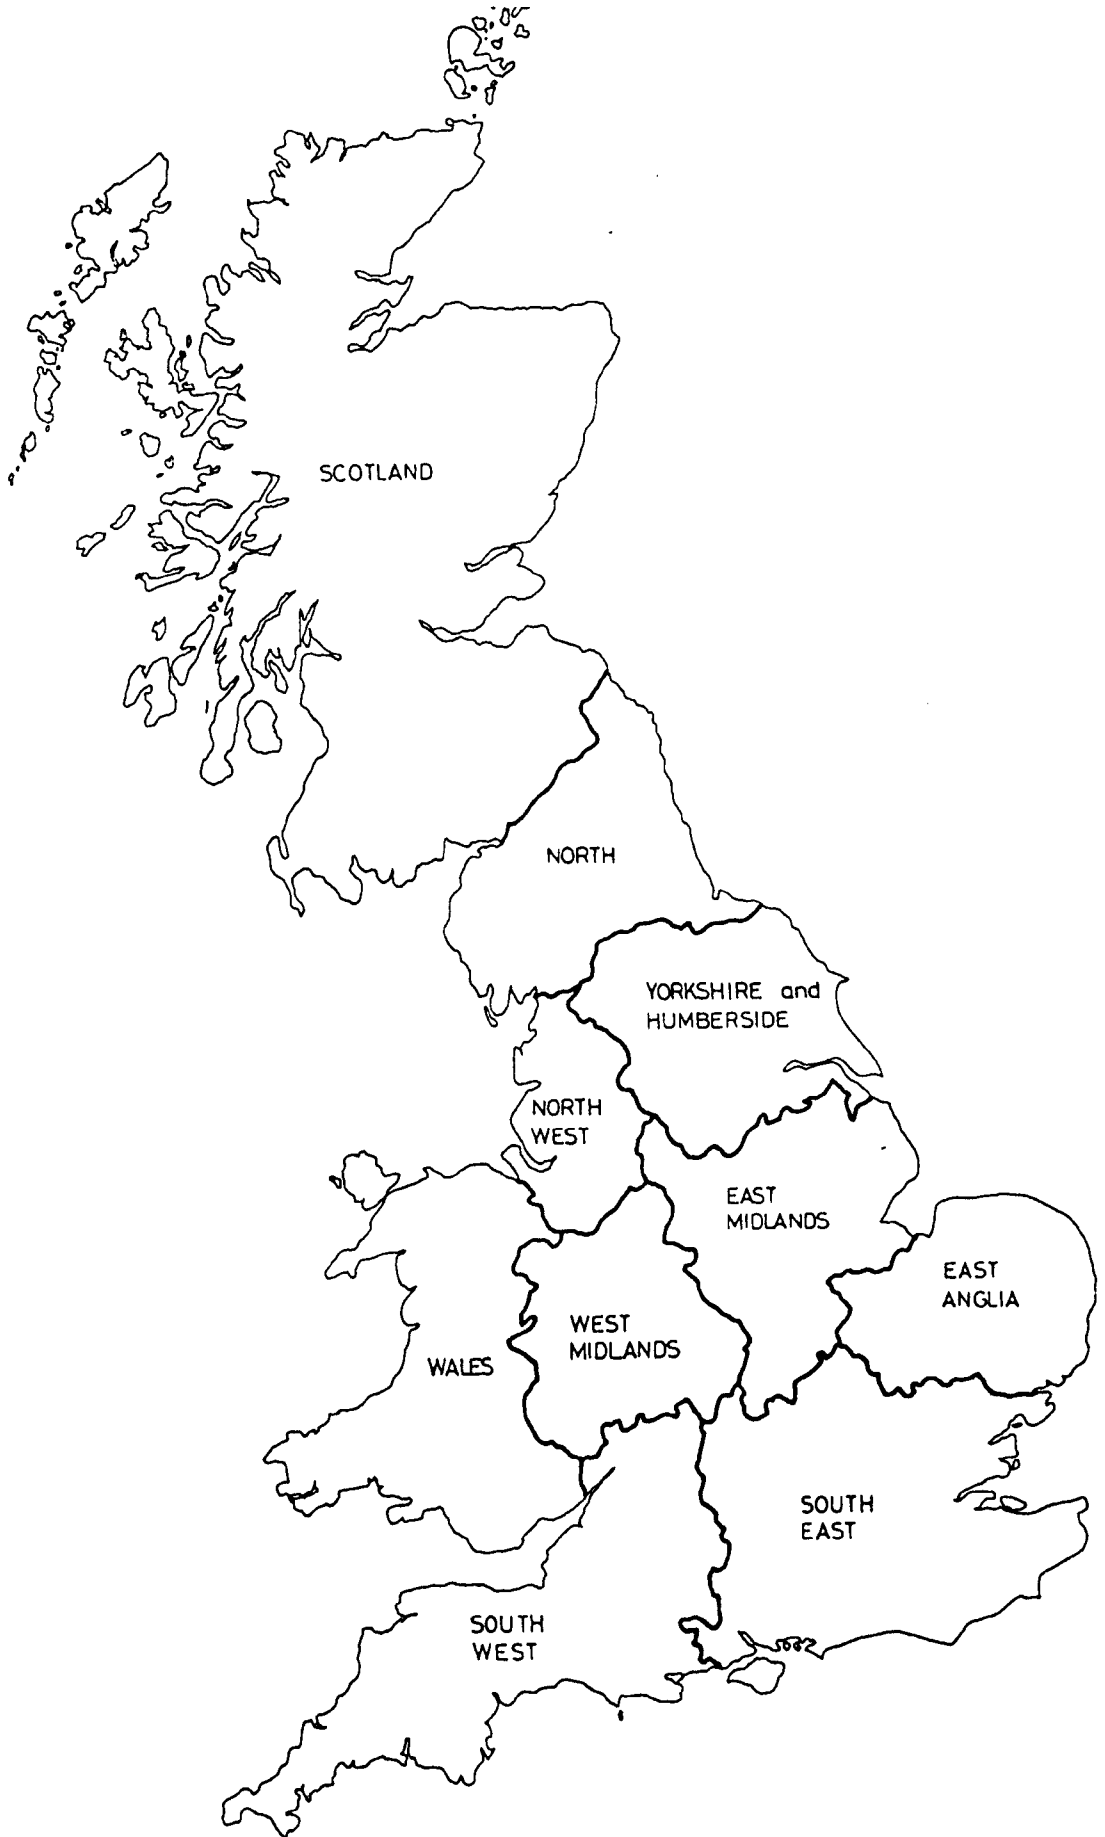 SCOTLAND
NORTH
YORKSHIRE and
HUMBERSIDE
NORTH
WEST
EAST
MIDLANDS
EAST
ANGLIA
WEST
MIDLANDS
WALES
SOUTH
EAST
SOUTH
WEST